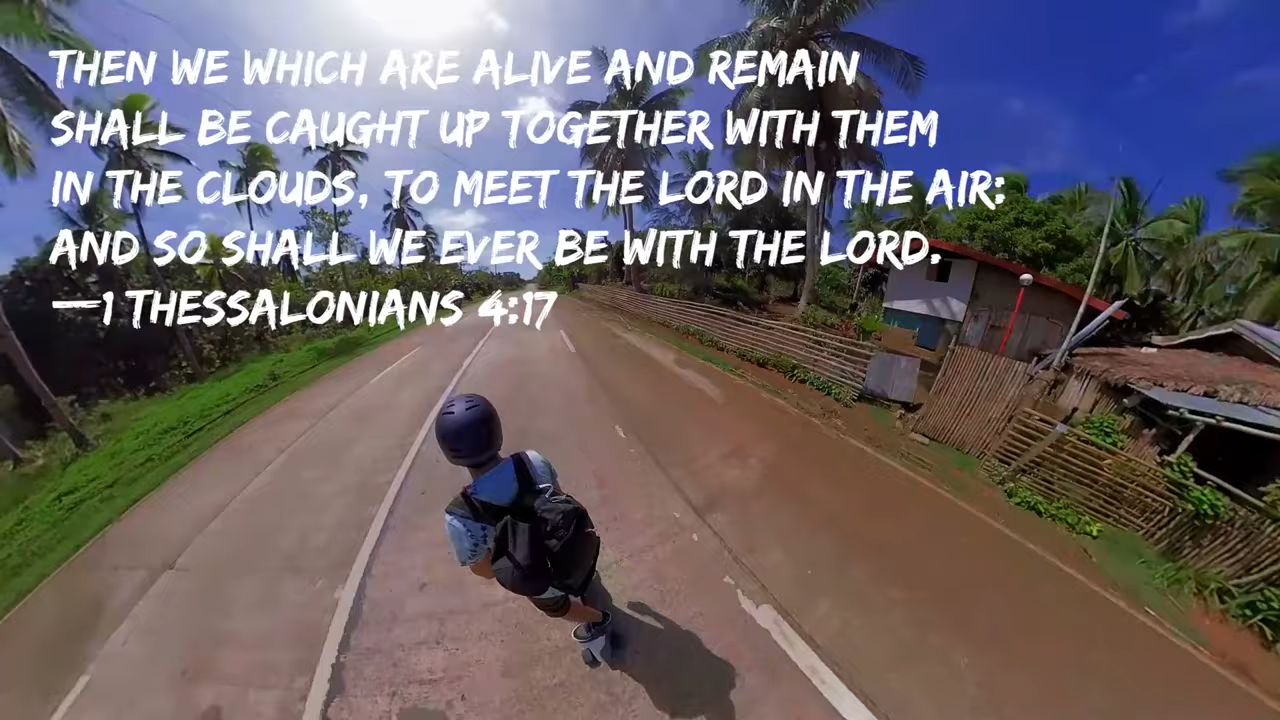 THEN WE WHICH ARE ALIVE AND REMAIN
SHALL BE CAUGHT UP TOGETHER WITH THEM
IN THE CLOUDS, TO MEET THE LORD IN THE AIR:
AND SO SHALL WE EVER BE WITH THE LORD.
—1 THESSALONIANS 4:17